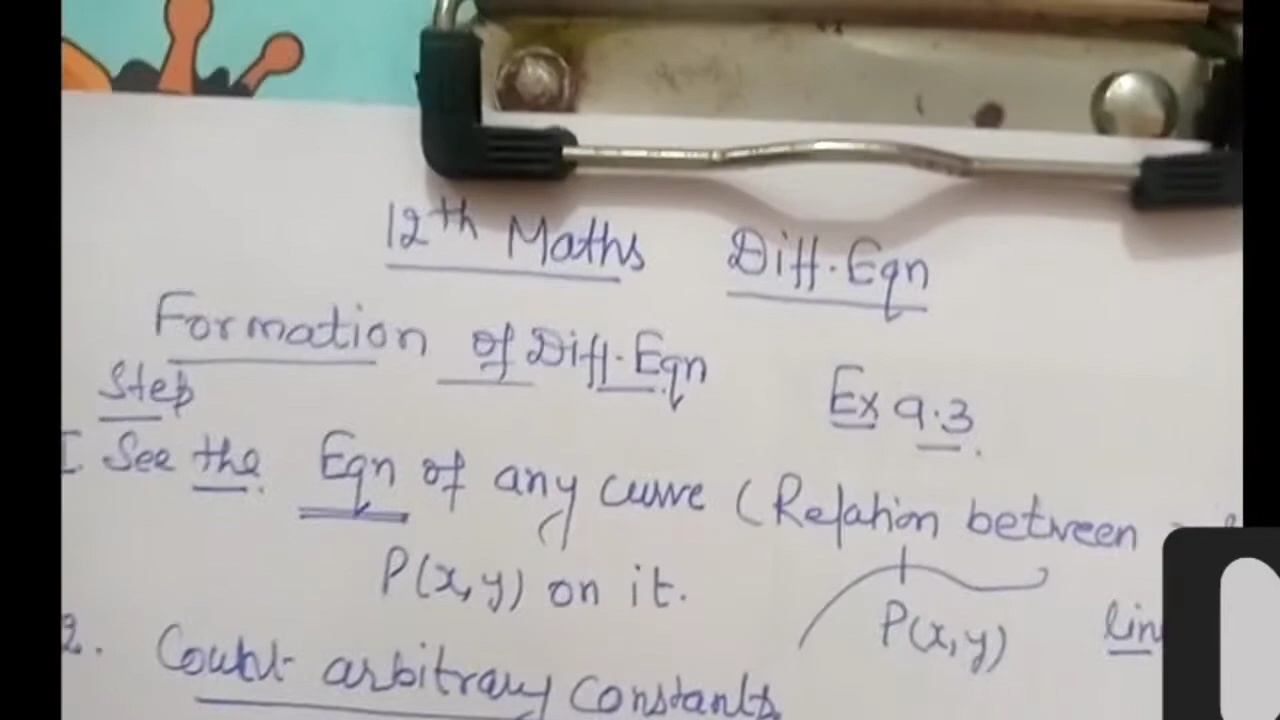 12th Maths Diff. Eqn
Formation of Diff. Eqn
Ex 9.3
Step
I See the Eqn of any curve (Relation between
P(x,y) on it.
P(x,y)
2. Count arbitrary constants